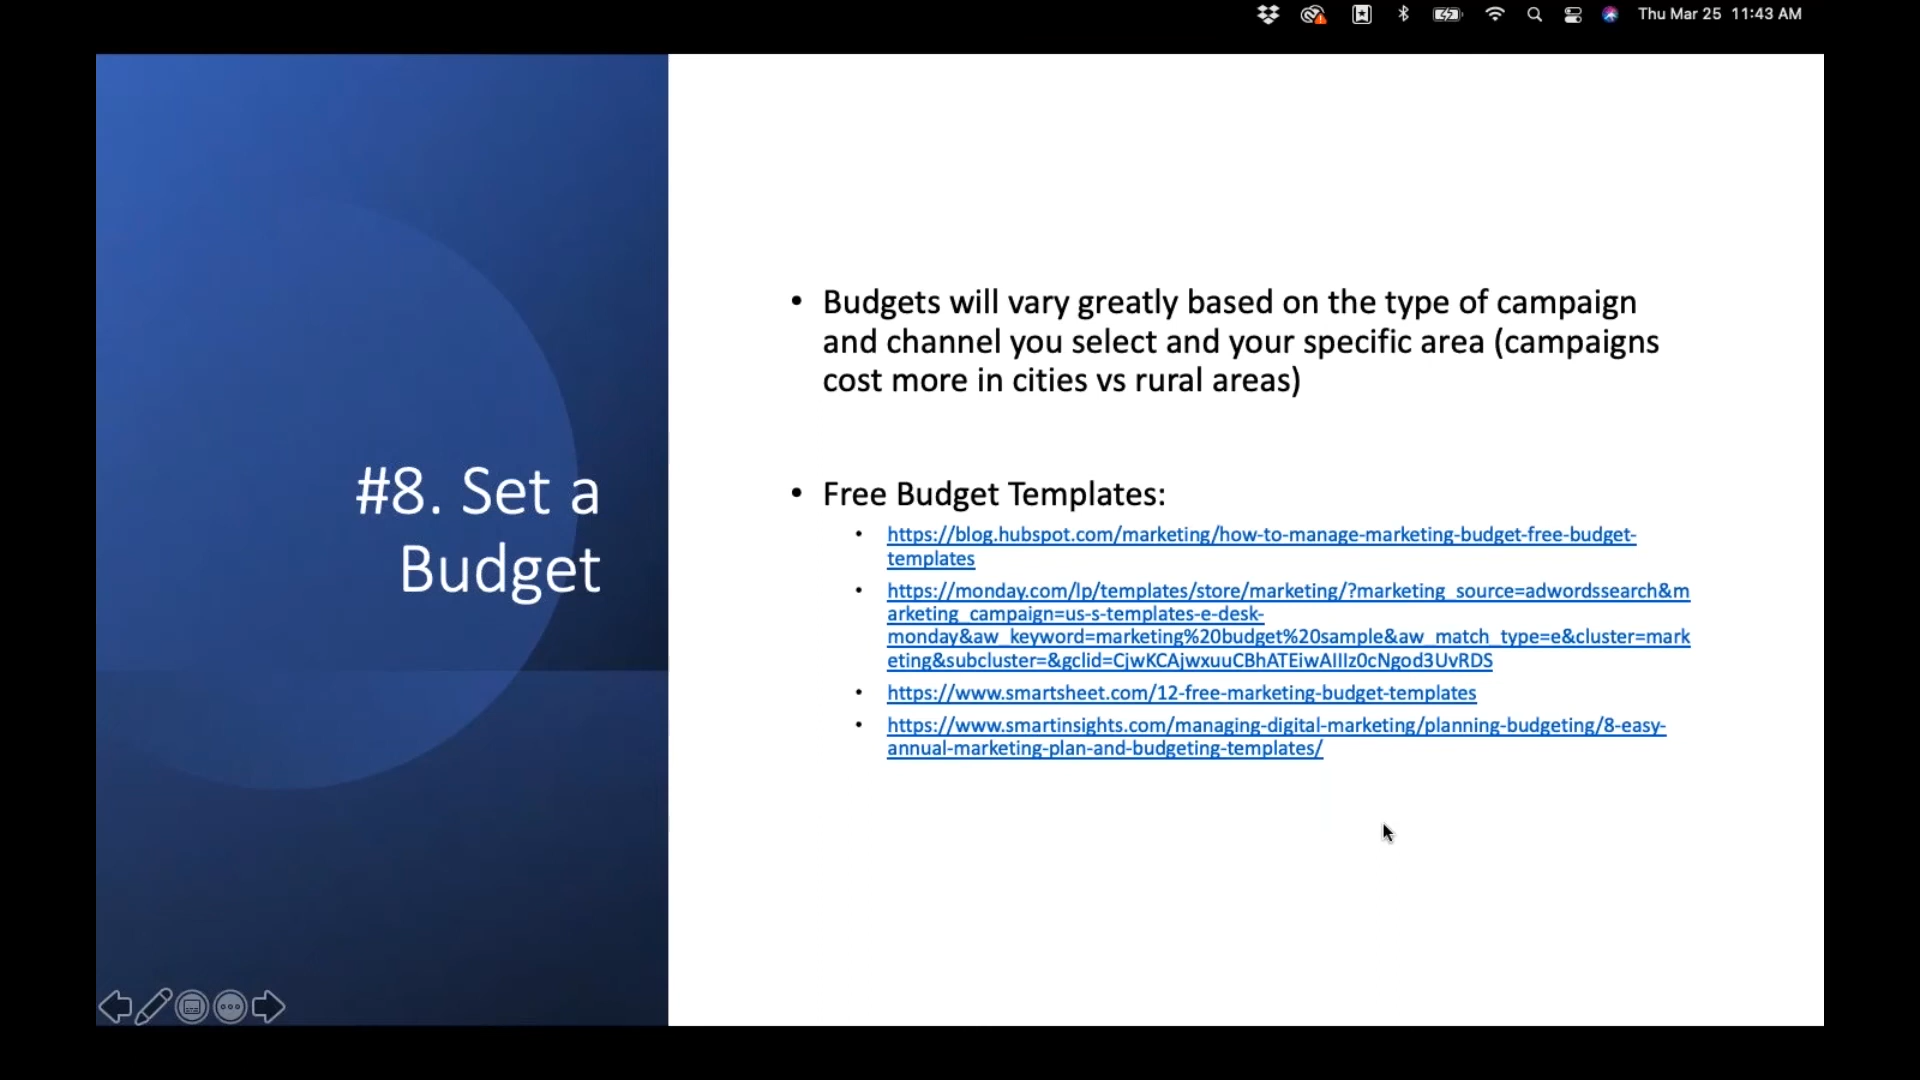 Thu Mar 25 11:43 AM
#8. Set a
Budget
• Budgets will vary greatly based on the type of campaign
and channel you select and your specific area (campaigns
cost more in cities vs rural areas)
• Free Budget Templates:
• https://blog.hubspot.com/marketing/how-to-manage-marketing-budget-free-budget-
templates
• https://monday.com/lp/templates/store/marketing/?marketing_source=adwordssearch&m
arketing_campaign=us-s-templates-e-desk-
monday&aw_keyword=marketing%20budget%20sample&aw_match_type=e&cluster=mark
eting&subcluster=&gclid=CjwKCAjwxuuCBhATEiwAIIIz0cNgod3UvRDS
• https://www.smartsheet.com/12-free-marketing-budget-templates
• https://www.smartinsights.com/managing-digital-marketing/planning-budgeting/8-easy-
annual-marketing-plan-and-budgeting-templates/